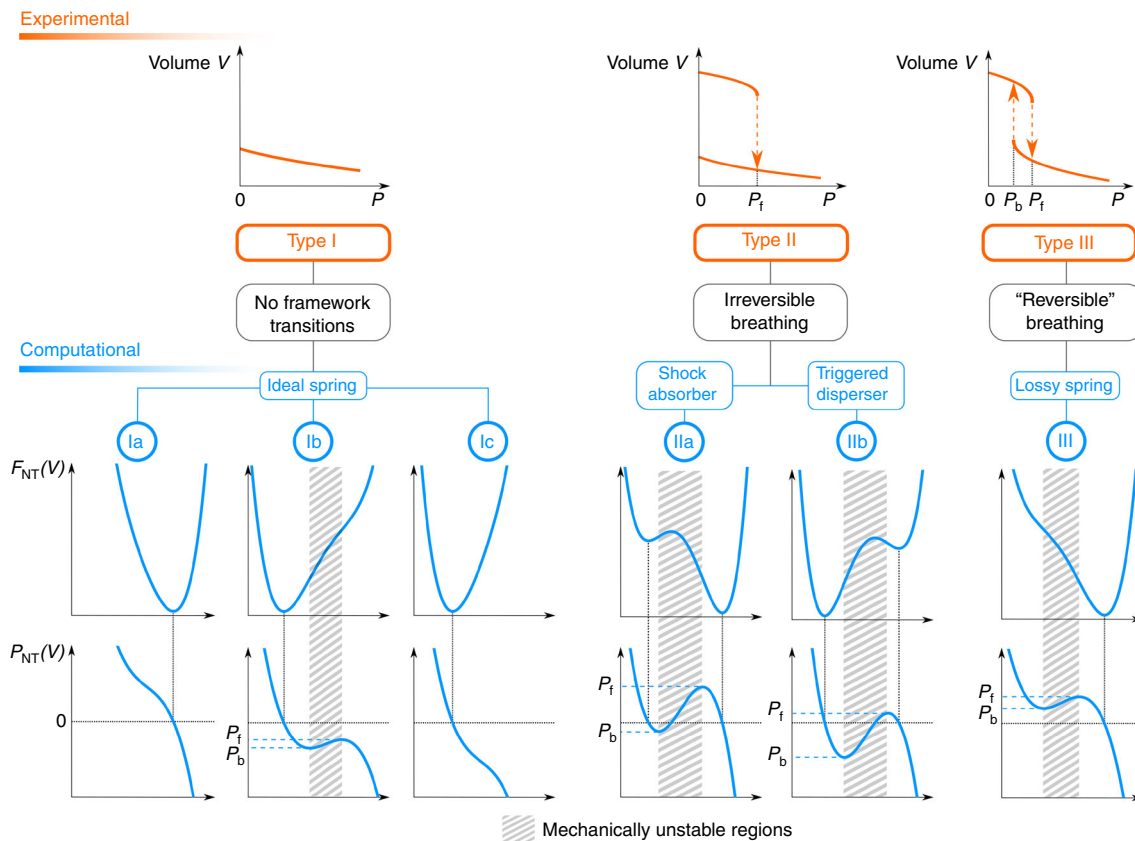 Experimental
Volume V
0
P
Volume V
0
Pf
P
Volume V
0
Pb
Pf
P
Type I
Type II
Type III
No framework
transitions
Irreversible
breathing
“Reversible”
breathing
Computational
Ideal spring
Shock
absorber
Triggered
disperser
Lossy spring
Ia
Ib
Ic
IIa
IIb
III
FNT(V)
PNT(V)
0
Pf
Pb
Pf
Pb
Pf
Pb
Pf
Pb
Mechanically unstable regions